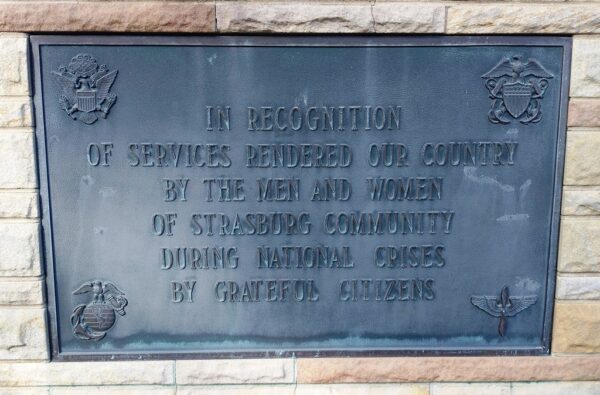 IN RECOGNITION
OF SERVICES RENDERED OUR COUNTRY
BY THE MEN AND WOMEN
OF STRASBURG COMMUNITY
DURING NATIONAL CRISES
BY GRATEFUL CITIZENS